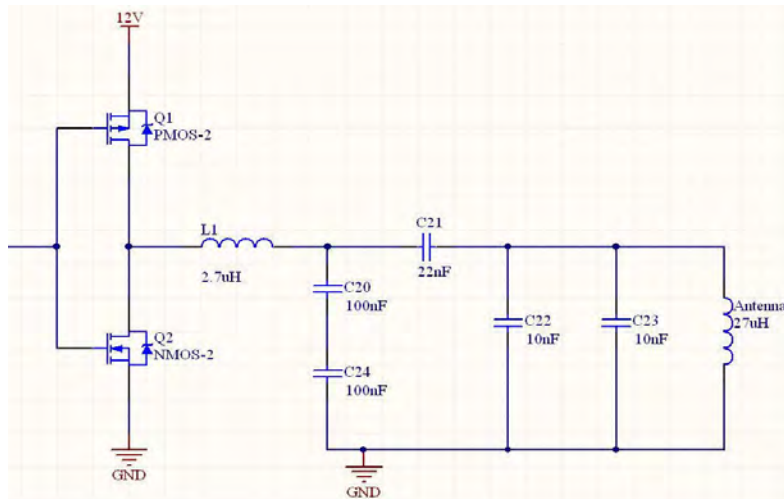 12V
Q1
PMOS-2
L1
2.7uH
C21
22nF
C20
100nF
C24
100nF
C22
10nF
C23
10nF
Antenna
27uH
Q2
NMOS-2
GND
GND